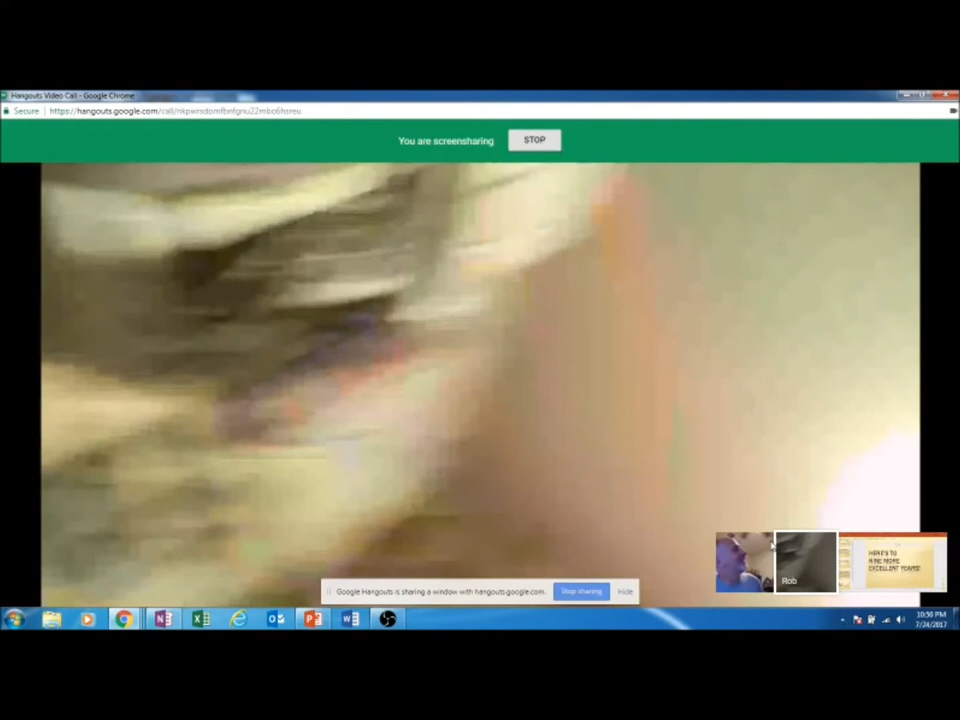 Hangouts Video Call - Google Chrome
Secure
You are screensharing
STOP
Rob
HERE'S TO
NINE MORE
EXCELLENT YEARS!
Google Hangouts is sharing a window with hangouts.google.com.
Stop sharing
Hide
10:50 PM
7/24/2017